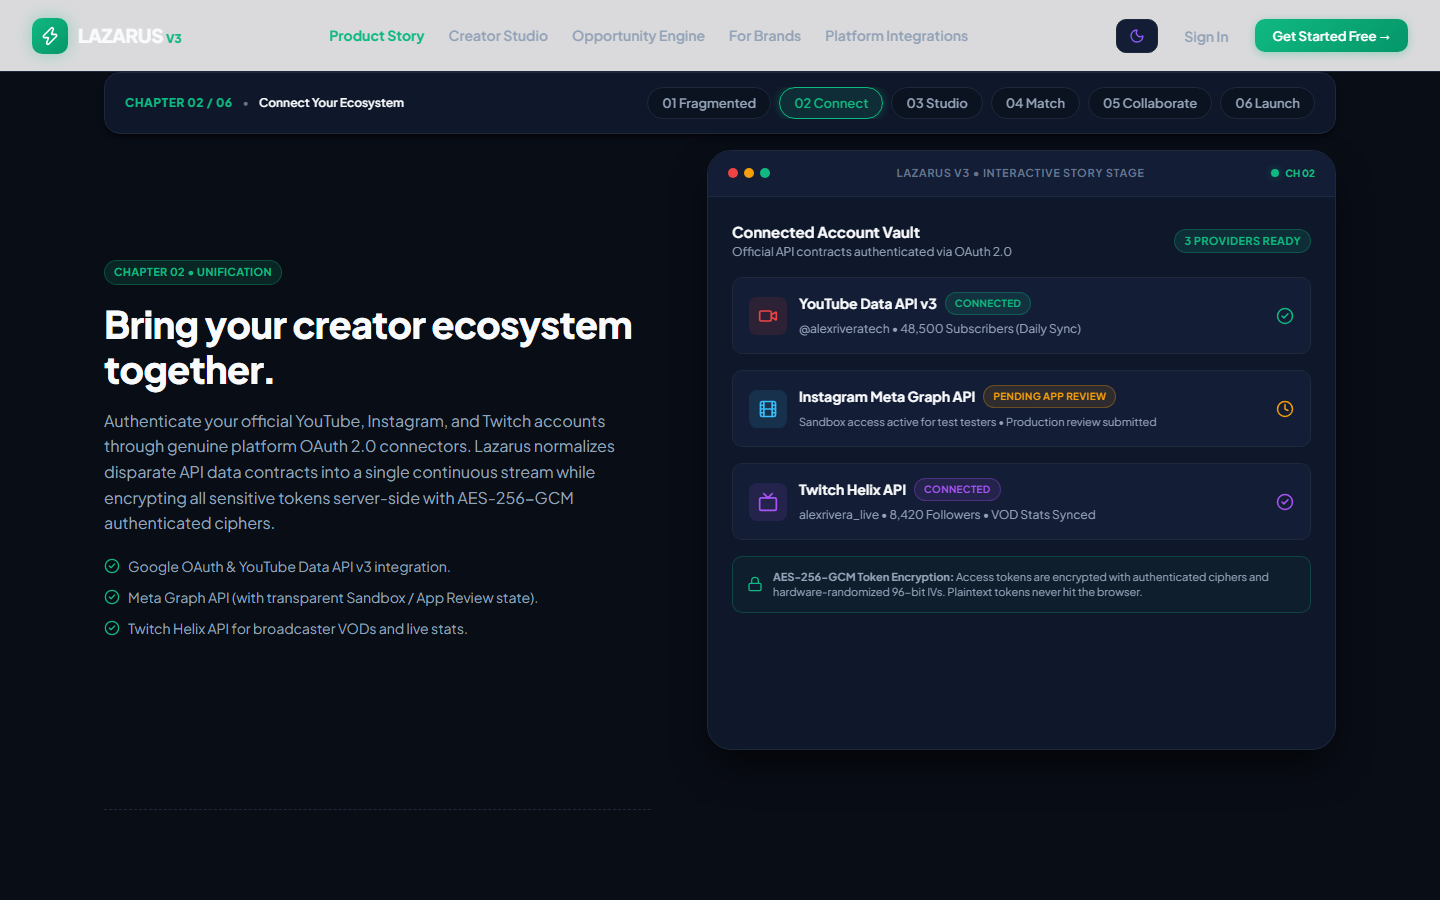 LAZARUS V3
Product Story
Creator Studio
Opportunity Engine
For Brands
Platform Integrations
Sign In
Get Started Free →
CHAPTER 02 / 06 • Connect Your Ecosystem
01 Fragmented
02 Connect
03 Studio
04 Match
05 Collaborate
06 Launch
CHAPTER 02 • UNIFICATION
Bring your creator ecosystem
together.
Authenticate your official YouTube, Instagram, and Twitch accounts
through genuine platform OAuth 2.0 connectors. Lazarus normalizes
disparate API data contracts into a single continuous stream while
encrypting all sensitive tokens server-side with AES-256-GCM
authenticated ciphers.
Google OAuth & YouTube Data API v3 integration.
Meta Graph API (with transparent Sandbox / App Review state).
Twitch Helix API for broadcaster VODs and live stats.
LAZARUS V3 • INTERACTIVE STORY STAGE
CH 02
Connected Account Vault
Official API contracts authenticated via OAuth 2.0
3 PROVIDERS READY
YouTube Data API v3 CONNECTED
@alexriveratech • 48,500 Subscribers (Daily Sync)
Instagram Meta Graph API PENDING APP REVIEW
Sandbox access active for test testers • Production review submitted
Twitch Helix API CONNECTED
alexrivera_live • 8,420 Followers • VOD Stats Synced
AES-256-GCM Token Encryption: Access tokens are encrypted with authenticated ciphers and
hardware-randomized 96-bit IVs. Plaintext tokens never hit the browser.